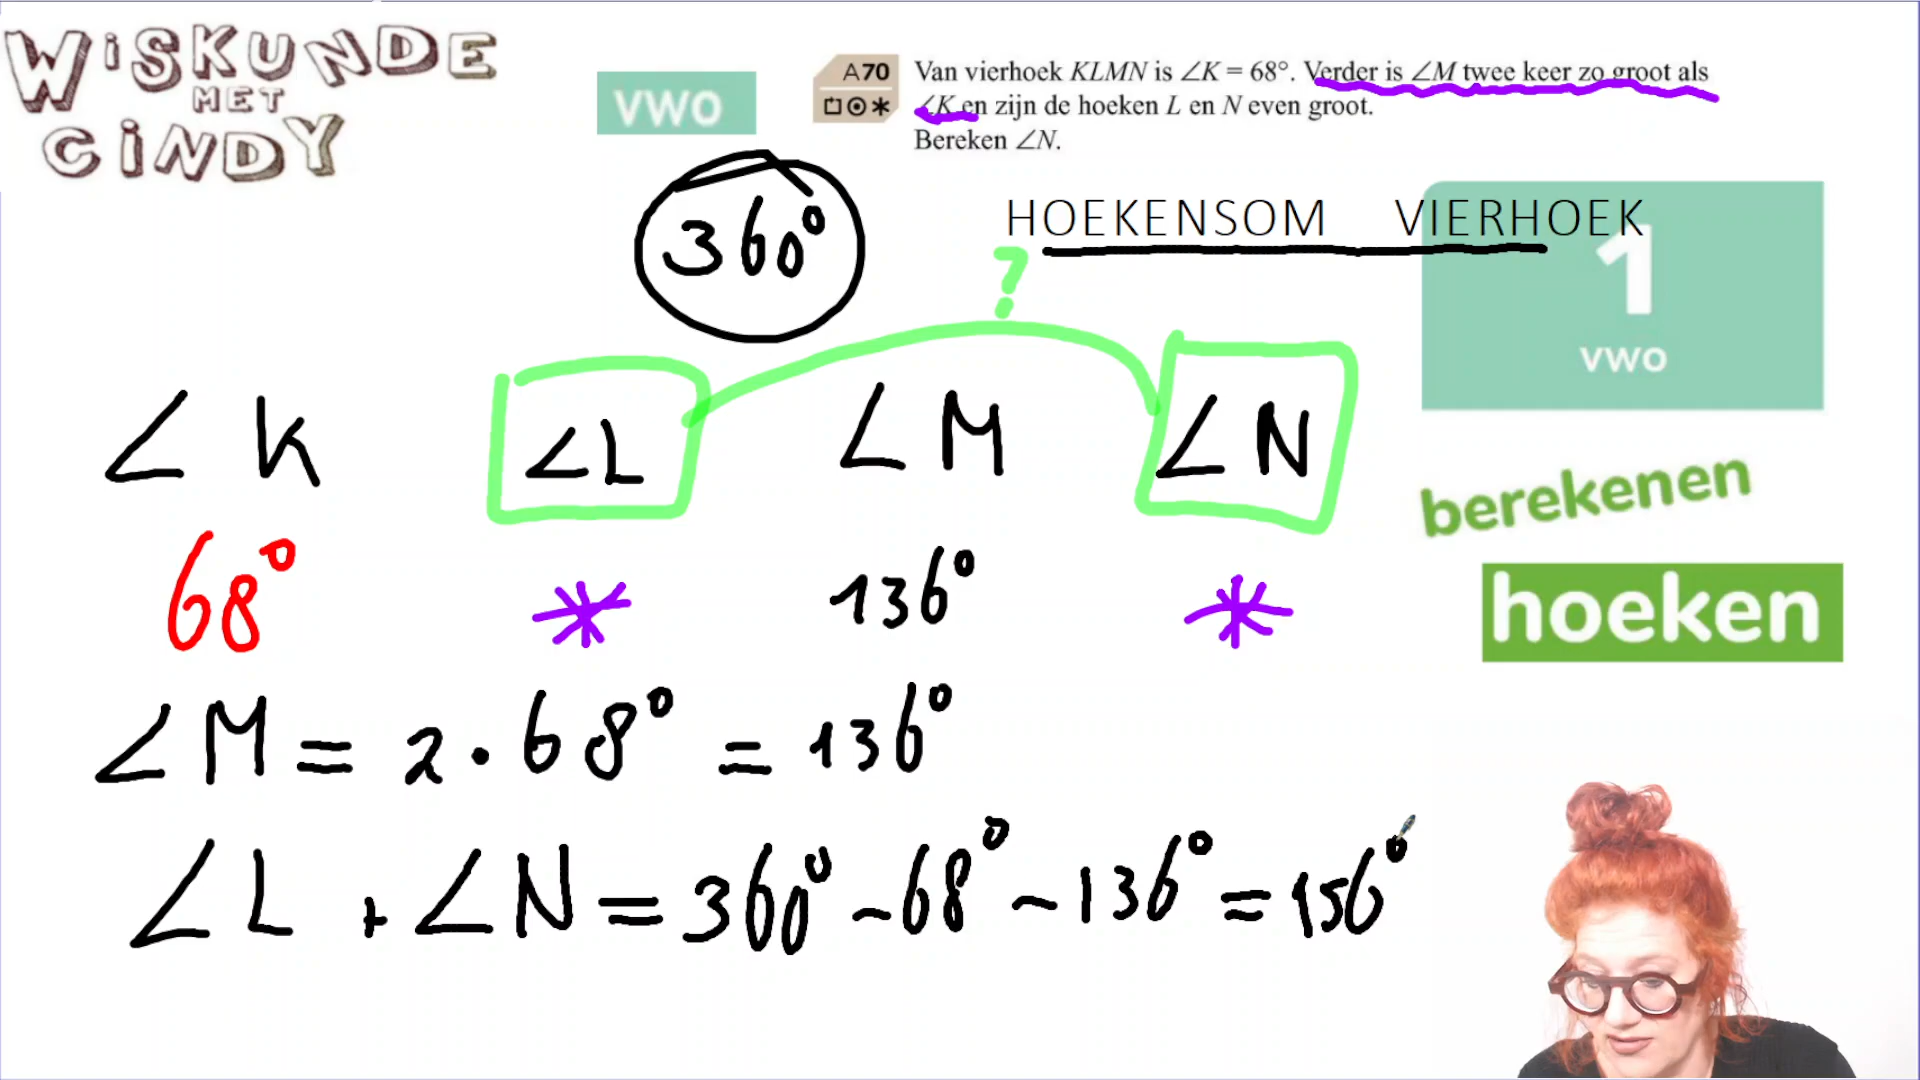 WiSKUNDE
MET
CiNDY
vwo
A70
Van vierhoek KLMN is ∠K = 68°. Verder is ∠M twee keer zo groot als
∠K en zijn de hoeken L en N even groot.
Bereken ∠N.
360°
HOEKENSOM VIERHOEK
?
1
vwo
∠K ∠L ∠M ∠N
berekenen
68° * 136° *
hoeken
∠M = 2 · 68° = 136°
∠L + ∠N = 360° - 68° - 136° = 156°